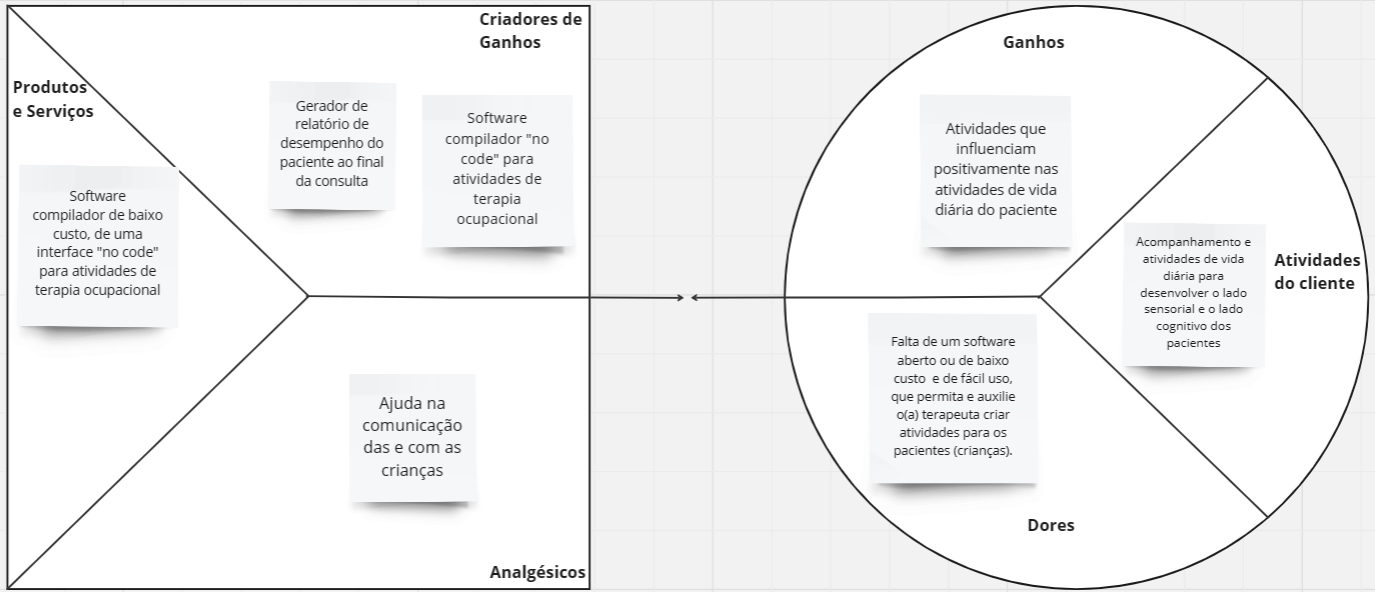 Criadores de
Ganhos
Produtos
e Serviços
Gerador de
relatório de
desempenho do
paciente ao final
da consulta
Software
compilador "no
code" para
atividades de
terapia
ocupacional
Software
compilador de baixo
custo, de uma
interface "no code"
para atividades de
terapia ocupacional
Ajuda na
comunicação
das e com as
crianças
Analgésicos
Ganhos
Atividades que
influenciam
positivamente nas
atividades de vida
diária do paciente
Acompanhamento e
atividades de vida
diária para
desenvolver o lado
sensorial e o lado
cognitivo dos
pacientes
Atividades
do cliente
Falta de um software
aberto ou de baixo
custo e de fácil uso,
que permita e auxilie
o(a) terapeuta criar
atividades para os
pacientes (crianças).
Dores